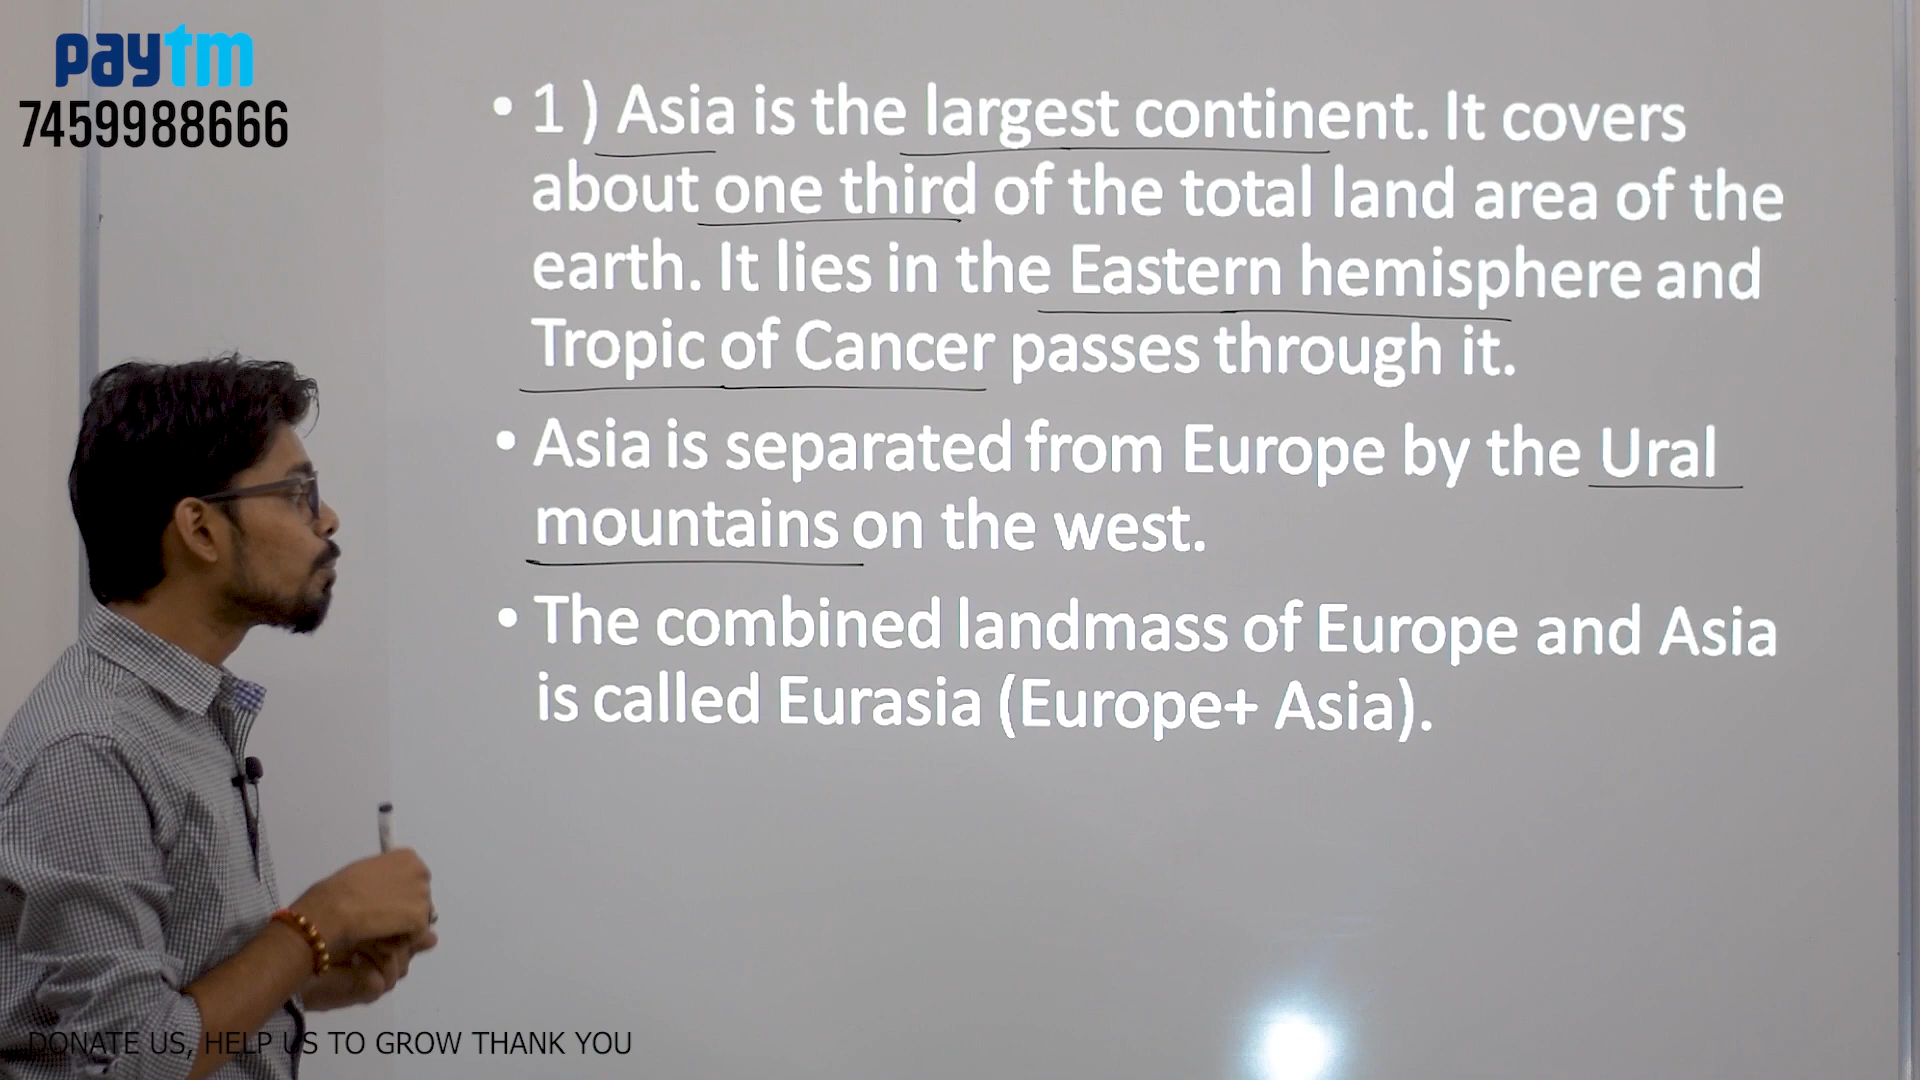 paytm
7459988666
• 1 ) Asia is the largest continent. It covers
about one third of the total land area of the
earth. It lies in the Eastern hemisphere and
Tropic of Cancer passes through it.
• Asia is separated from Europe by the Ural
mountains on the west.
• The combined landmass of Europe and Asia
is called Eurasia (Europe+ Asia).
DONATE US, HELP US TO GROW THANK YOU